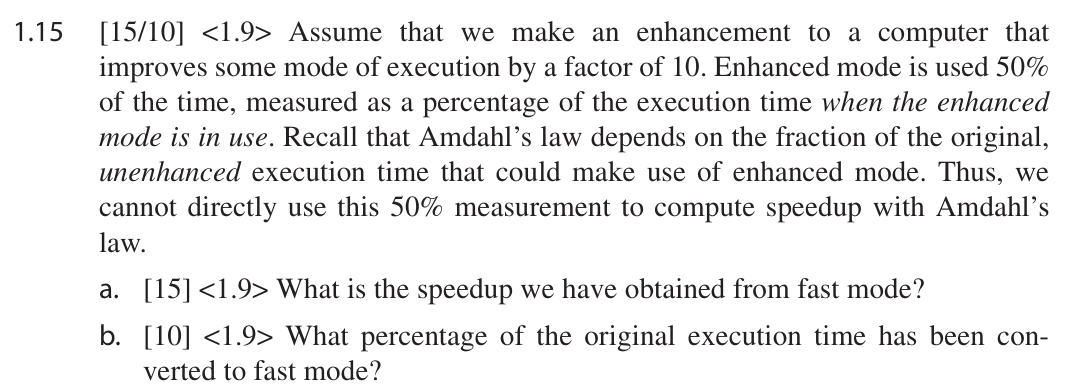 1.15 [15/10] <1.9> Assume that we make an enhancement to a computer that
improves some mode of execution by a factor of 10. Enhanced mode is used 50%
of the time, measured as a percentage of the execution time when the enhanced
mode is in use. Recall that Amdahl's law depends on the fraction of the original,
unenhanced execution time that could make use of enhanced mode. Thus, we
cannot directly use this 50% measurement to compute speedup with Amdahl's
law.
a. [15] <1.9> What is the speedup we have obtained from fast mode?
b. [10] <1.9> What percentage of the original execution time has been con-
verted to fast mode?